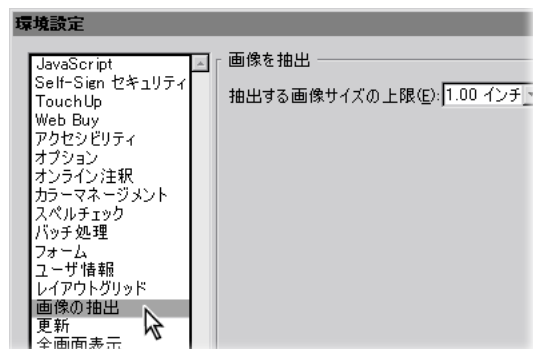 環境設定
JavaScript
Self-Sign セキュリティ
TouchUp
Web Buy
アクセシビリティ
オプション
オンライン注釈
カラーマネージメント
スペルチェック
バッチ処理
フォーム
ユーザ情報
レイアウトグリッド
画像の抽出
更新
全画面表示
画像を抽出
抽出する画像サイズの上限(E): 1.00 インチ